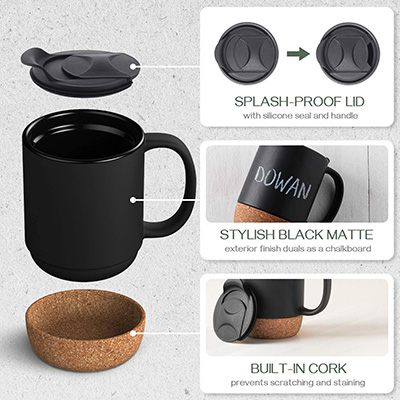 SPLASH-PROOF LID
with silicone seal and handle
DOWAN
STYLISH BLACK MATTE
exterior finish duals as a chalkboard
BUILT-IN CORK
prevents scratching and staining